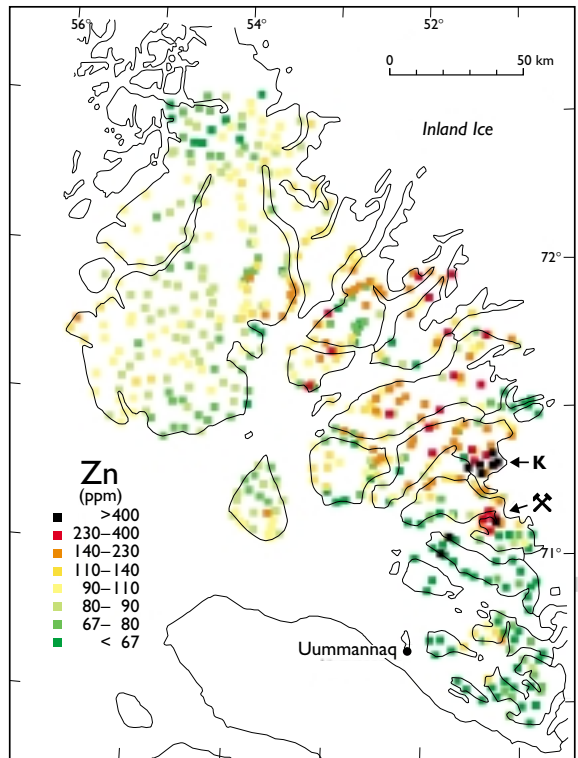 56°
54°
52°
0
50 km
Inland Ice
72°
Zn
(ppm)
>400
230–400
140–230
110–140
90–110
80– 90
67– 80
< 67
K
71°
Uummannaq